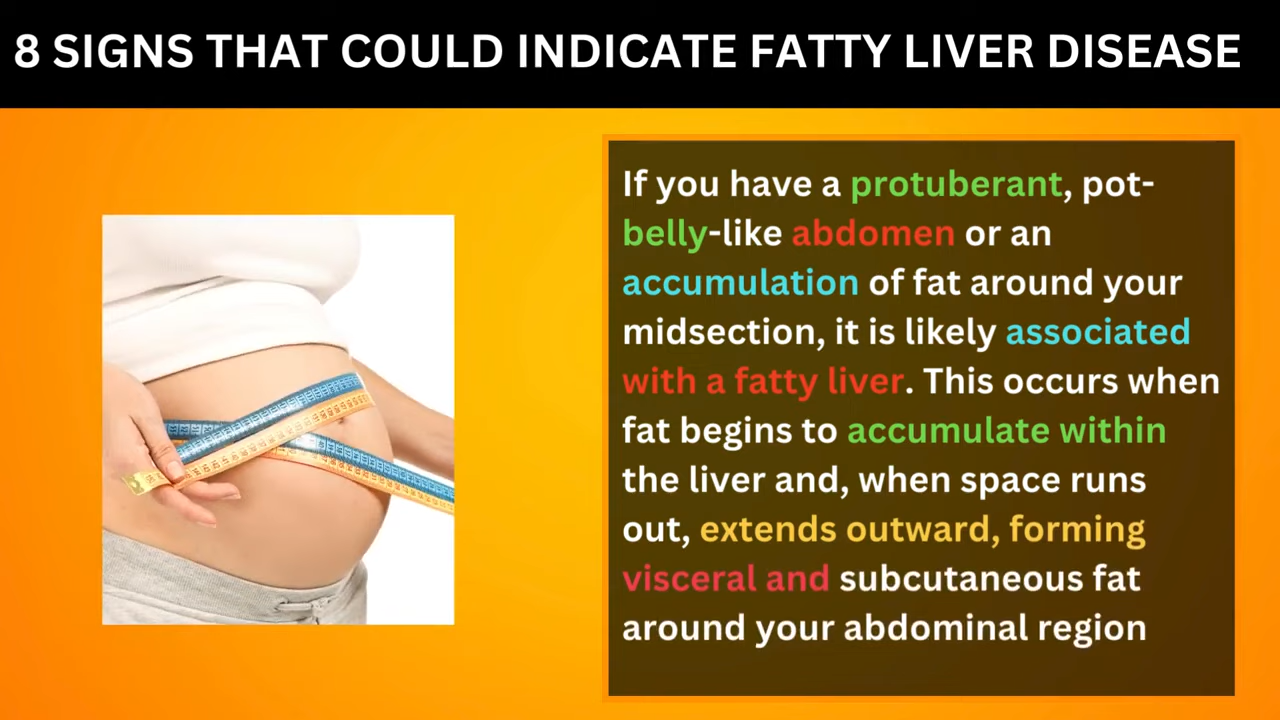 8 SIGNS THAT COULD INDICATE FATTY LIVER DISEASE
If you have a protuberant, pot-
belly-like abdomen or an
accumulation of fat around your
midsection, it is likely associated
with a fatty liver. This occurs when
fat begins to accumulate within
the liver and, when space runs
out, extends outward, forming
visceral and subcutaneous fat
around your abdominal region